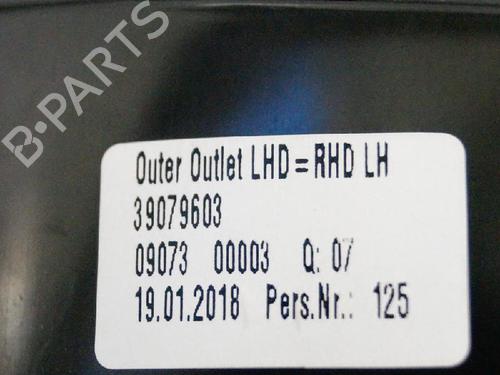 B-PARTS
Outer Outlet LHD=RHD LH
39079603
09073 00003 Q: 07
19.01.2018 Pers.Nr.: 125